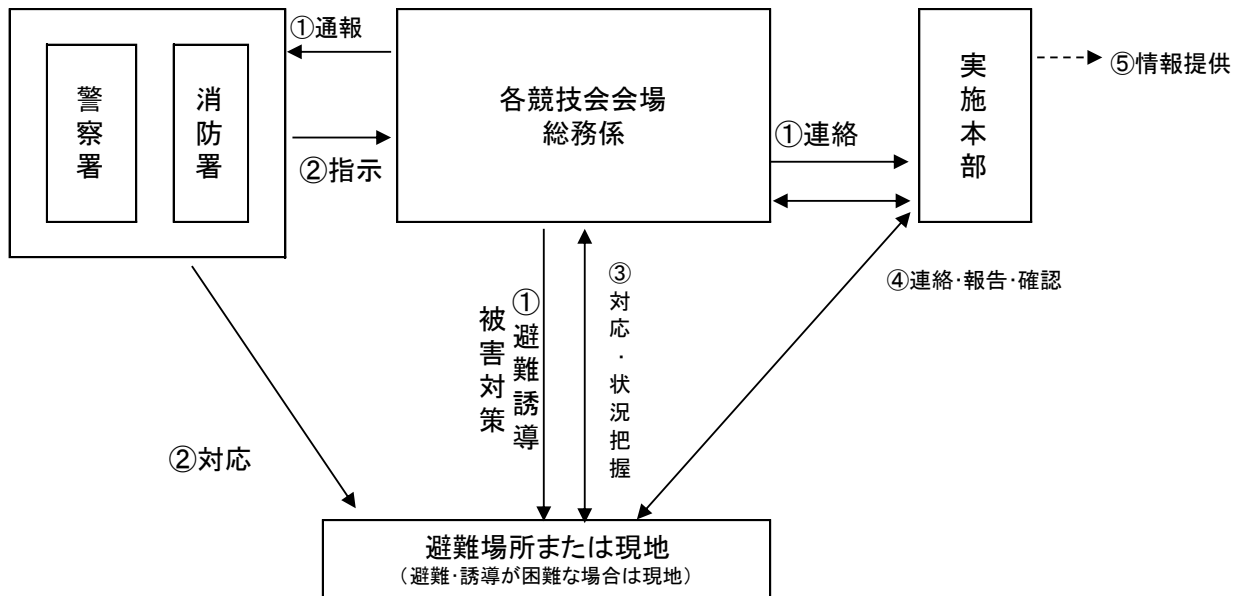 ①通報
警察署
消防署
②指示
各競技会会場
総務係
①連絡
実施本部
⑤情報提供
④連絡・報告・確認
①避難誘導
被害対策
③対応・状況把握
②対応
避難場所または現地
（避難・誘導が困難な場合は現地）